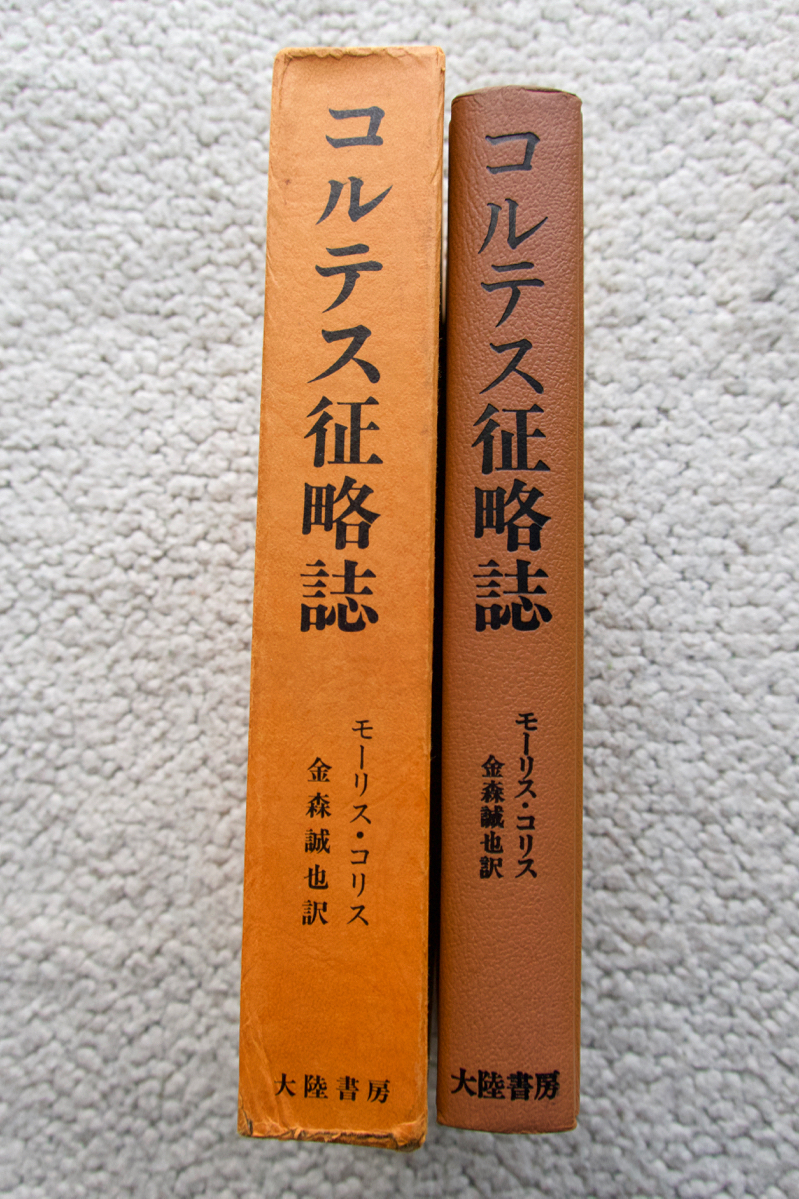 コルテス征略誌
モーリス・コリス
金森誠也訳
大陸書房
コルテス征略誌
モーリス・コリス
金森誠也訳
大陸書房